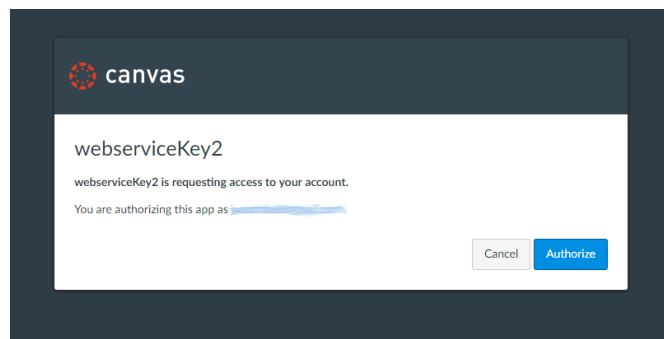 canvas
webserviceKey2
webserviceKey2 is requesting access to your account.
You are authorizing this app as
Cancel Authorize